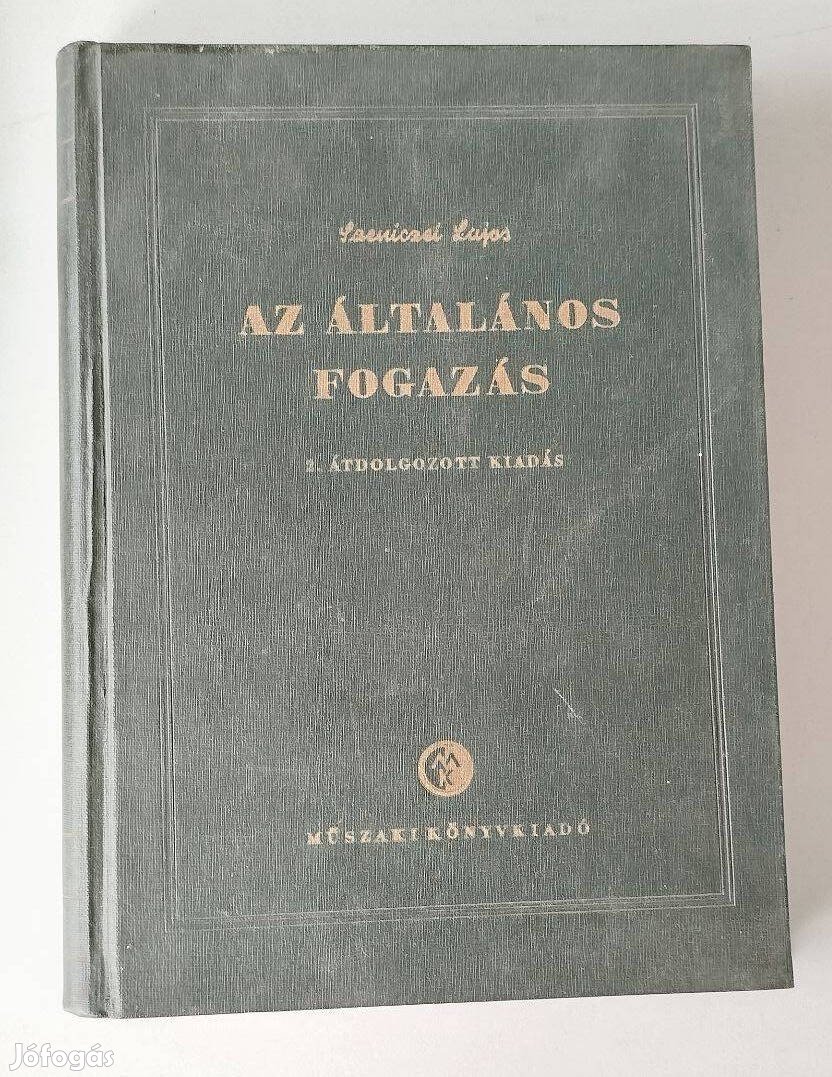 Szeniczei Lajos
AZ ÁLTALÁNOS
FOGAZÁS
2. ÁTDOLGOZOTT KIADÁS
MŰSZAKI KÖNYVKIADÓ
Jófogás